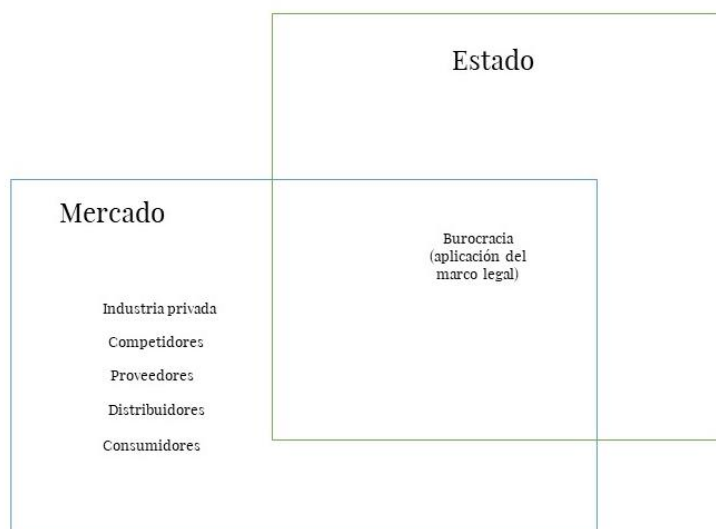 Estado
Mercado
Burocracia
(aplicación del
marco legal)
Industria privada
Competidores
Proveedores
Distribuidores
Consumidores